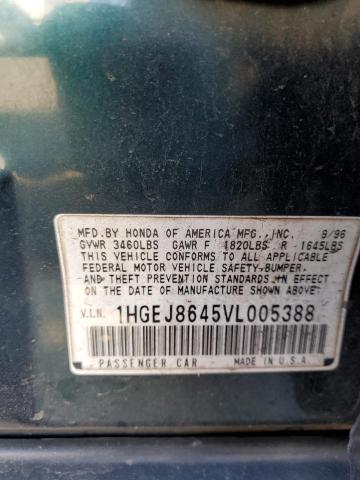 MFD.BY HONDA OF AMERICA MFG.,INC. 9/96
GVWR 3460LBS GAWR F 1820LBS R 1645LBS
THIS VEHICLE CONFORMS TO ALL APPLICABLE
FEDERAL MOTOR VEHICLE SAFETY,BUMPER,
AND THEFT PREVENTION STANDARDS IN EFFECT
ON THE DATE OF MANUFACTURE SHOWN ABOVE.
V.I.N. 1HGEJ8645VL005388
PASSENGER CAR MADE IN U.S.A.